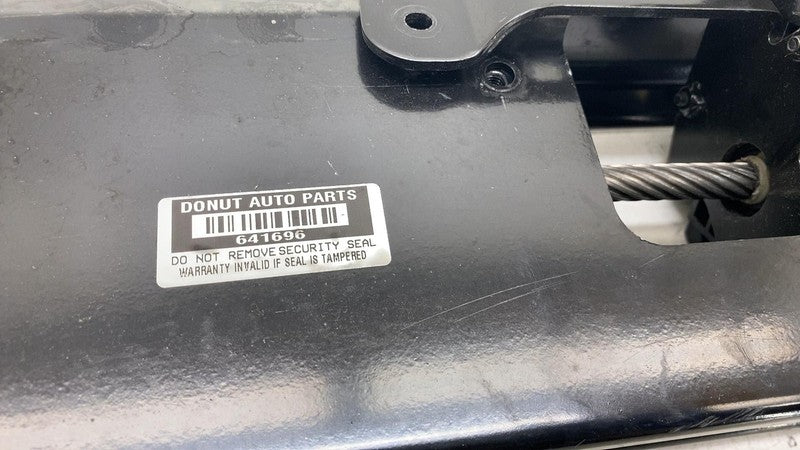 DONUT AUTO PARTS
641696
DO NOT REMOVE SECURITY SEAL
WARRANTY INVALID IF SEAL IS TAMPERED